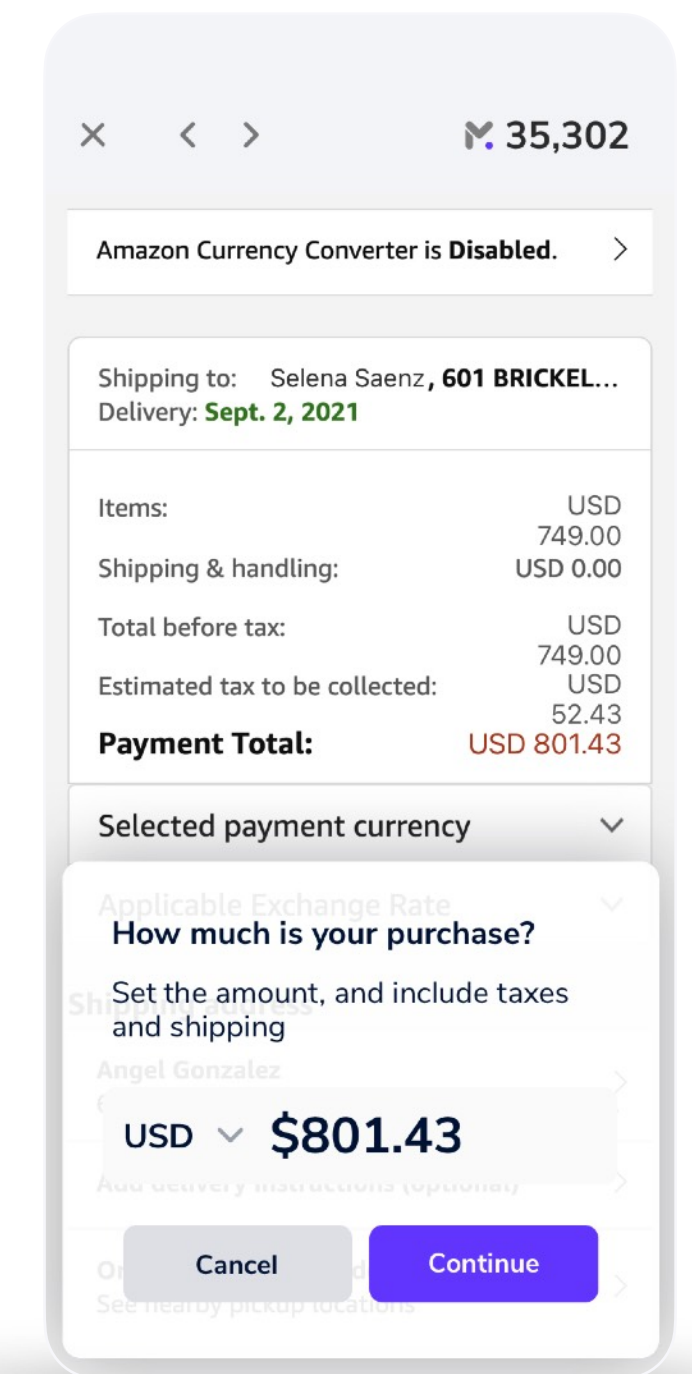 35,302
Amazon Currency Converter is Disabled.
Shipping to: Selena Saenz, 601 BRICKEL...
Delivery: Sept. 2, 2021
Items: USD
749.00
Shipping & handling: USD 0.00
Total before tax: USD
749.00
Estimated tax to be collected: USD
52.43
Payment Total: USD 801.43
Selected payment currency
Applicable Exchange Rate
How much is your purchase?
Shipping address
Set the amount, and include taxes
and shipping
Angel Gonzalez
USD $801.43
Add delivery instructions (optional)
Cancel Continue
See nearby pickup locations